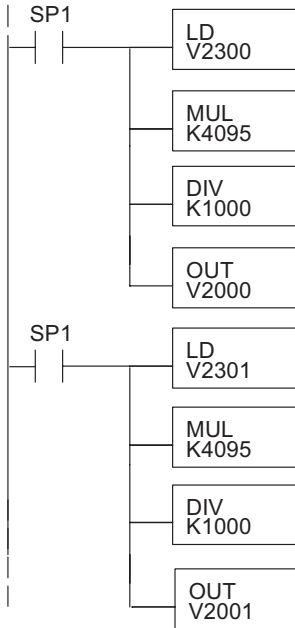 SP1
LD
V2300
MUL
K4095
DIV
K1000
OUT
V2000
SP1
LD
V2301
MUL
K4095
DIV
K1000
OUT
V2001